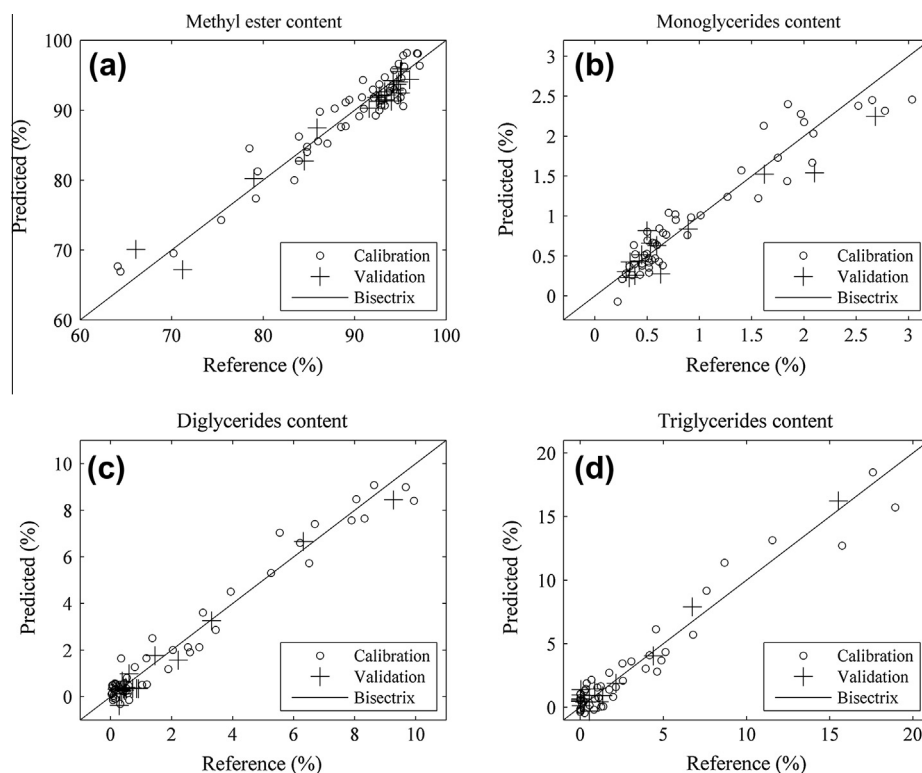 Methyl ester content
(a)
100
90
80
70
60
60 70 80 90 100
Predicted (%)
Reference (%)
Calibration
Validation
Bisectrix
Monoglycerides content
(b)
3
2.5
2
1.5
1
0.5
0
0 0.5 1 1.5 2 2.5 3
Predicted (%)
Reference (%)
Calibration
Validation
Bisectrix
Diglycerides content
(c)
10
8
6
4
2
0
0 2 4 6 8 10
Predicted (%)
Reference (%)
Calibration
Validation
Bisectrix
Triglycerides content
(d)
20
15
10
5
0
0 5 10 15 20
Predicted (%)
Reference (%)
Calibration
Validation
Bisectrix